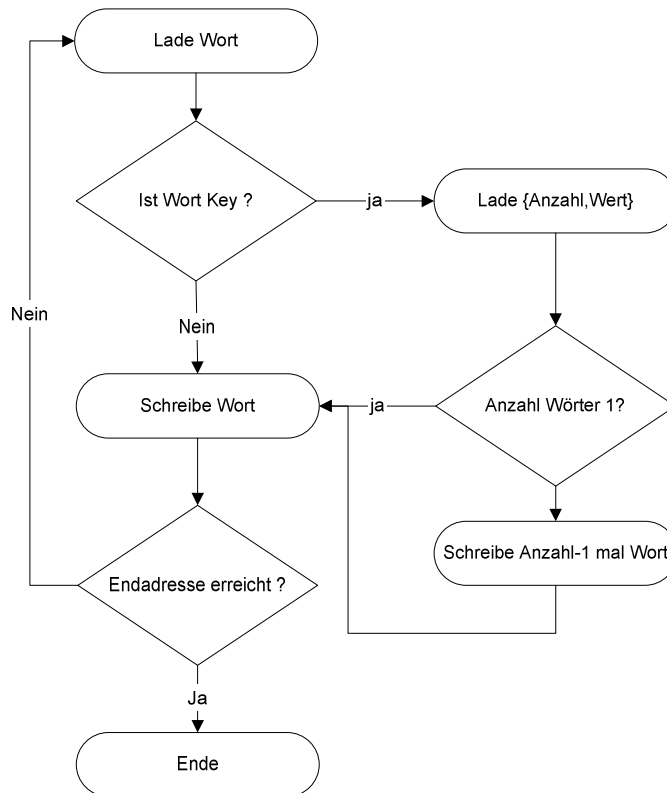 Lade Wort
Ist Wort Key ?
ja
Lade {Anzahl,Wert}
Nein
Nein
Schreibe Wort
ja
Anzahl Wörter 1?
Schreibe Anzahl-1 mal Wort
Endadresse erreicht ?
Ja
Ende